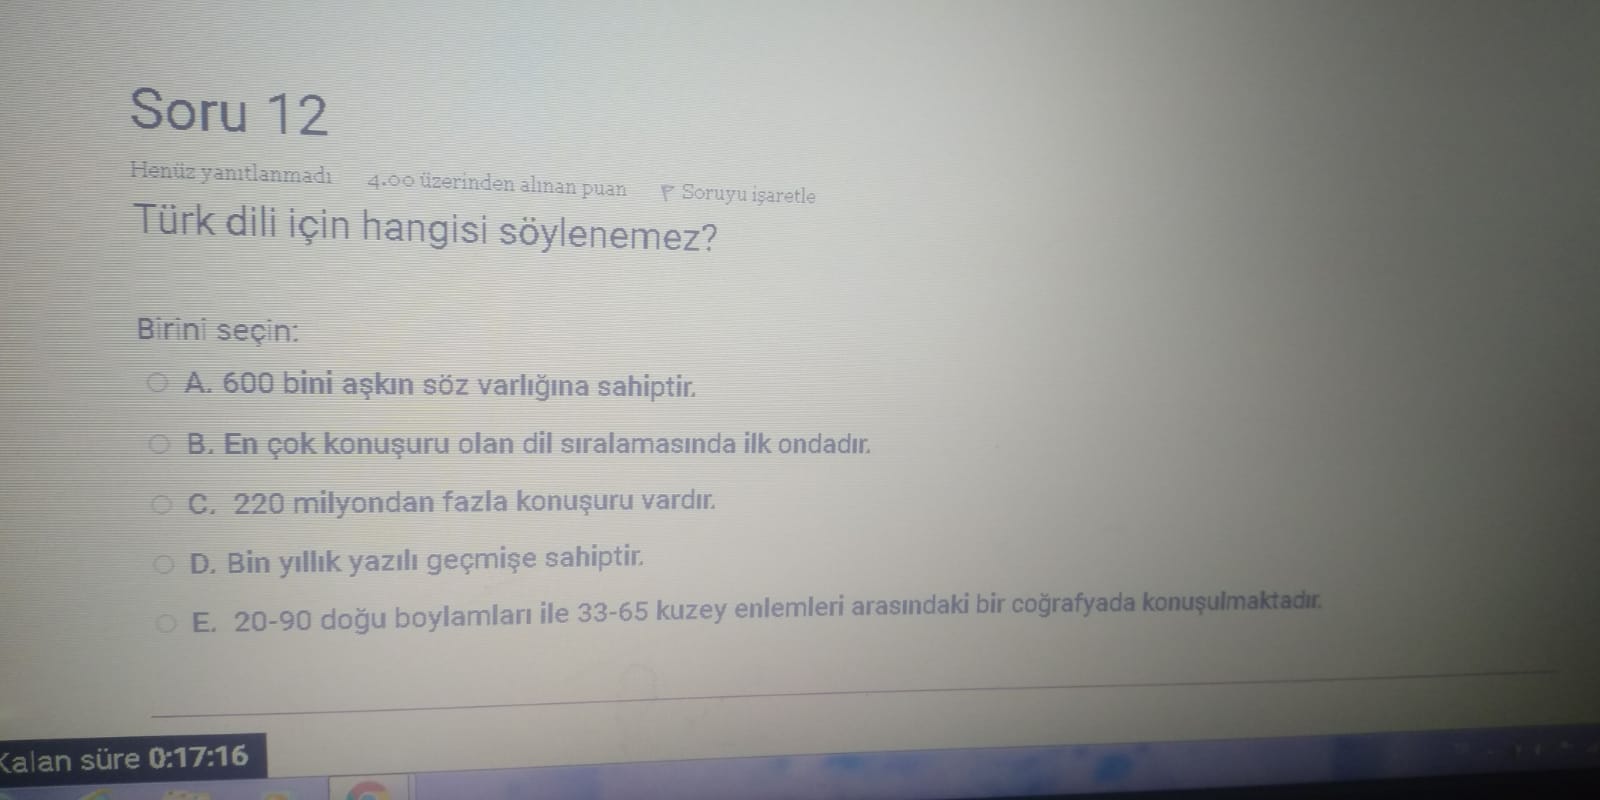 Soru 12
Henüz yanıtlanmadı 4.00 üzerinden alınan puan Soruyu işaretle
Türk dili için hangisi söylenemez?
Birini seçin:
A. 600 bini aşkın söz varlığına sahiptir.
B. En çok konuşuru olan dil sıralamasında ilk ondadır.
C. 220 milyondan fazla konuşuru vardır.
D. Bin yıllık yazılı geçmişe sahiptir.
E. 20-90 doğu boylamları ile 33-65 kuzey enlemleri arasındaki bir coğrafyada konuşulmaktadır.
Kalan süre 0:17:16